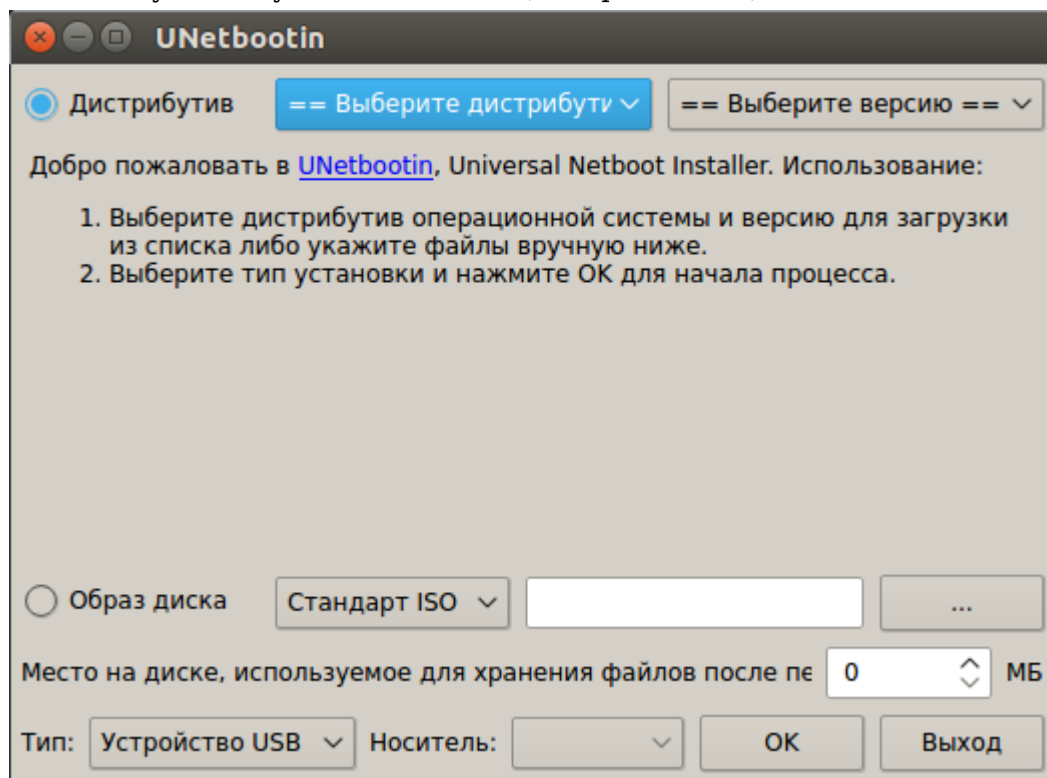 UNetbootin
Дистрибутив == Выберите дистрибути == Выберите версию ==
Добро пожаловать в UNetbootin, Universal Netboot Installer. Использование:
1. Выберите дистрибутив операционной системы и версию для загрузки
из списка либо укажите файлы вручную ниже.
2. Выберите тип установки и нажмите OK для начала процесса.
Образ диска Стандарт ISO ...
Место на диске, используемое для хранения файлов после пе 0 МБ
Тип: Устройство USB Носитель: OK Выход